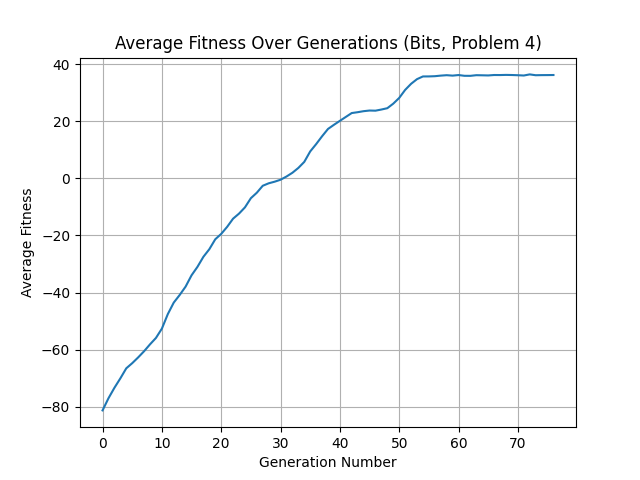 Average Fitness Over Generations (Bits, Problem 4)
40
20
0
−20
−40
−60
−80
Average Fitness
0 10 20 30 40 50 60 70
Generation Number